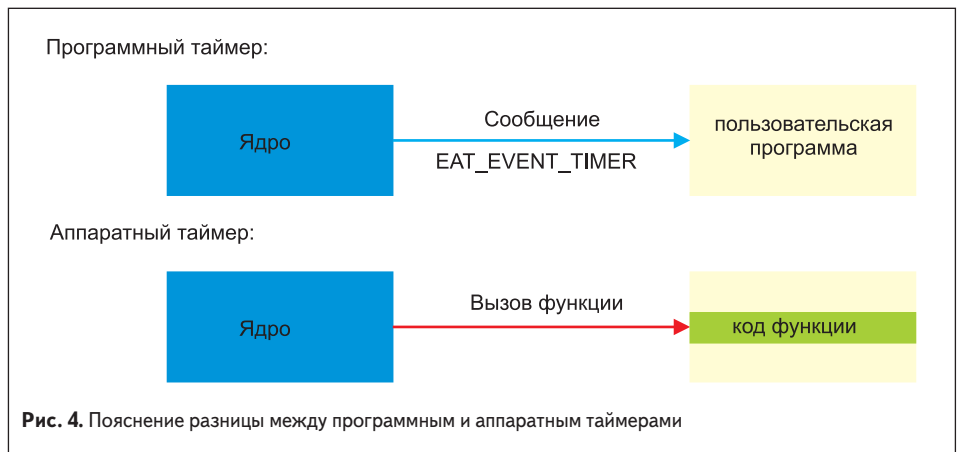 Программный таймер:
Ядро
Сообщение
EAT_EVENT_TIMER
пользовательская
программа
Аппаратный таймер:
Ядро
Вызов функции
код функции
Рис. 4. Пояснение разницы между программным и аппаратным таймерами